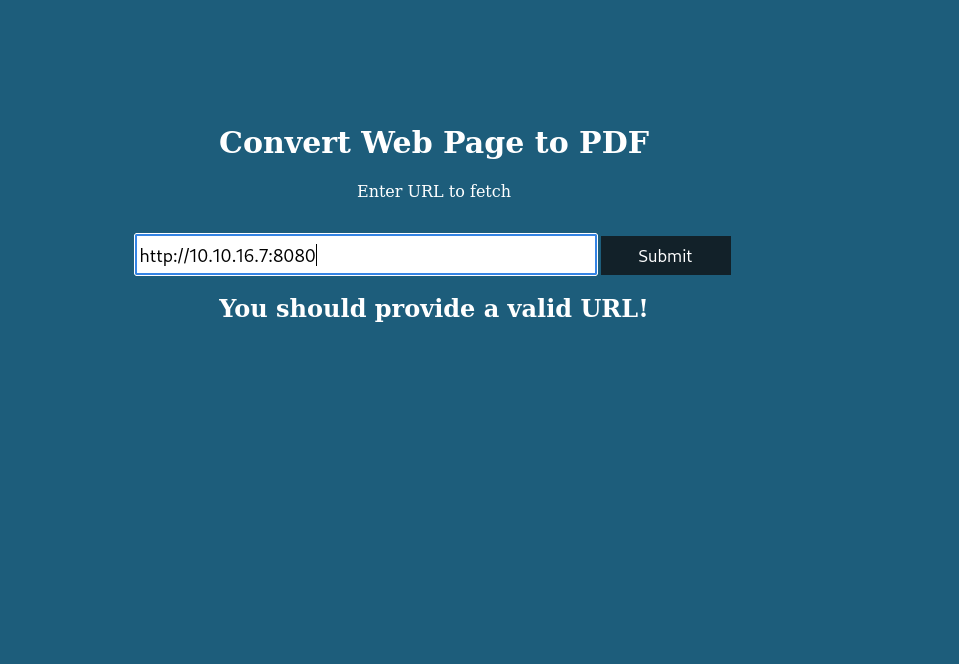 Convert Web Page to PDF
Enter URL to fetch
http://10.10.16.7:8080
Submit
You should provide a valid URL!